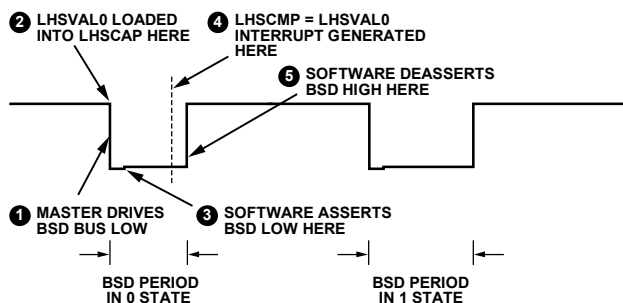 2 LHSVAL0 LOADED
INTO LHSCAP HERE
4 LHSCMP = LHSVAL0
INTERRUPT GENERATED
HERE
5 SOFTWARE DEASSERTS
BSD HIGH HERE
1 MASTER DRIVES
BSD BUS LOW
3 SOFTWARE ASSERTS
BSD LOW HERE
BSD PERIOD
IN 0 STATE
BSD PERIOD
IN 1 STATE